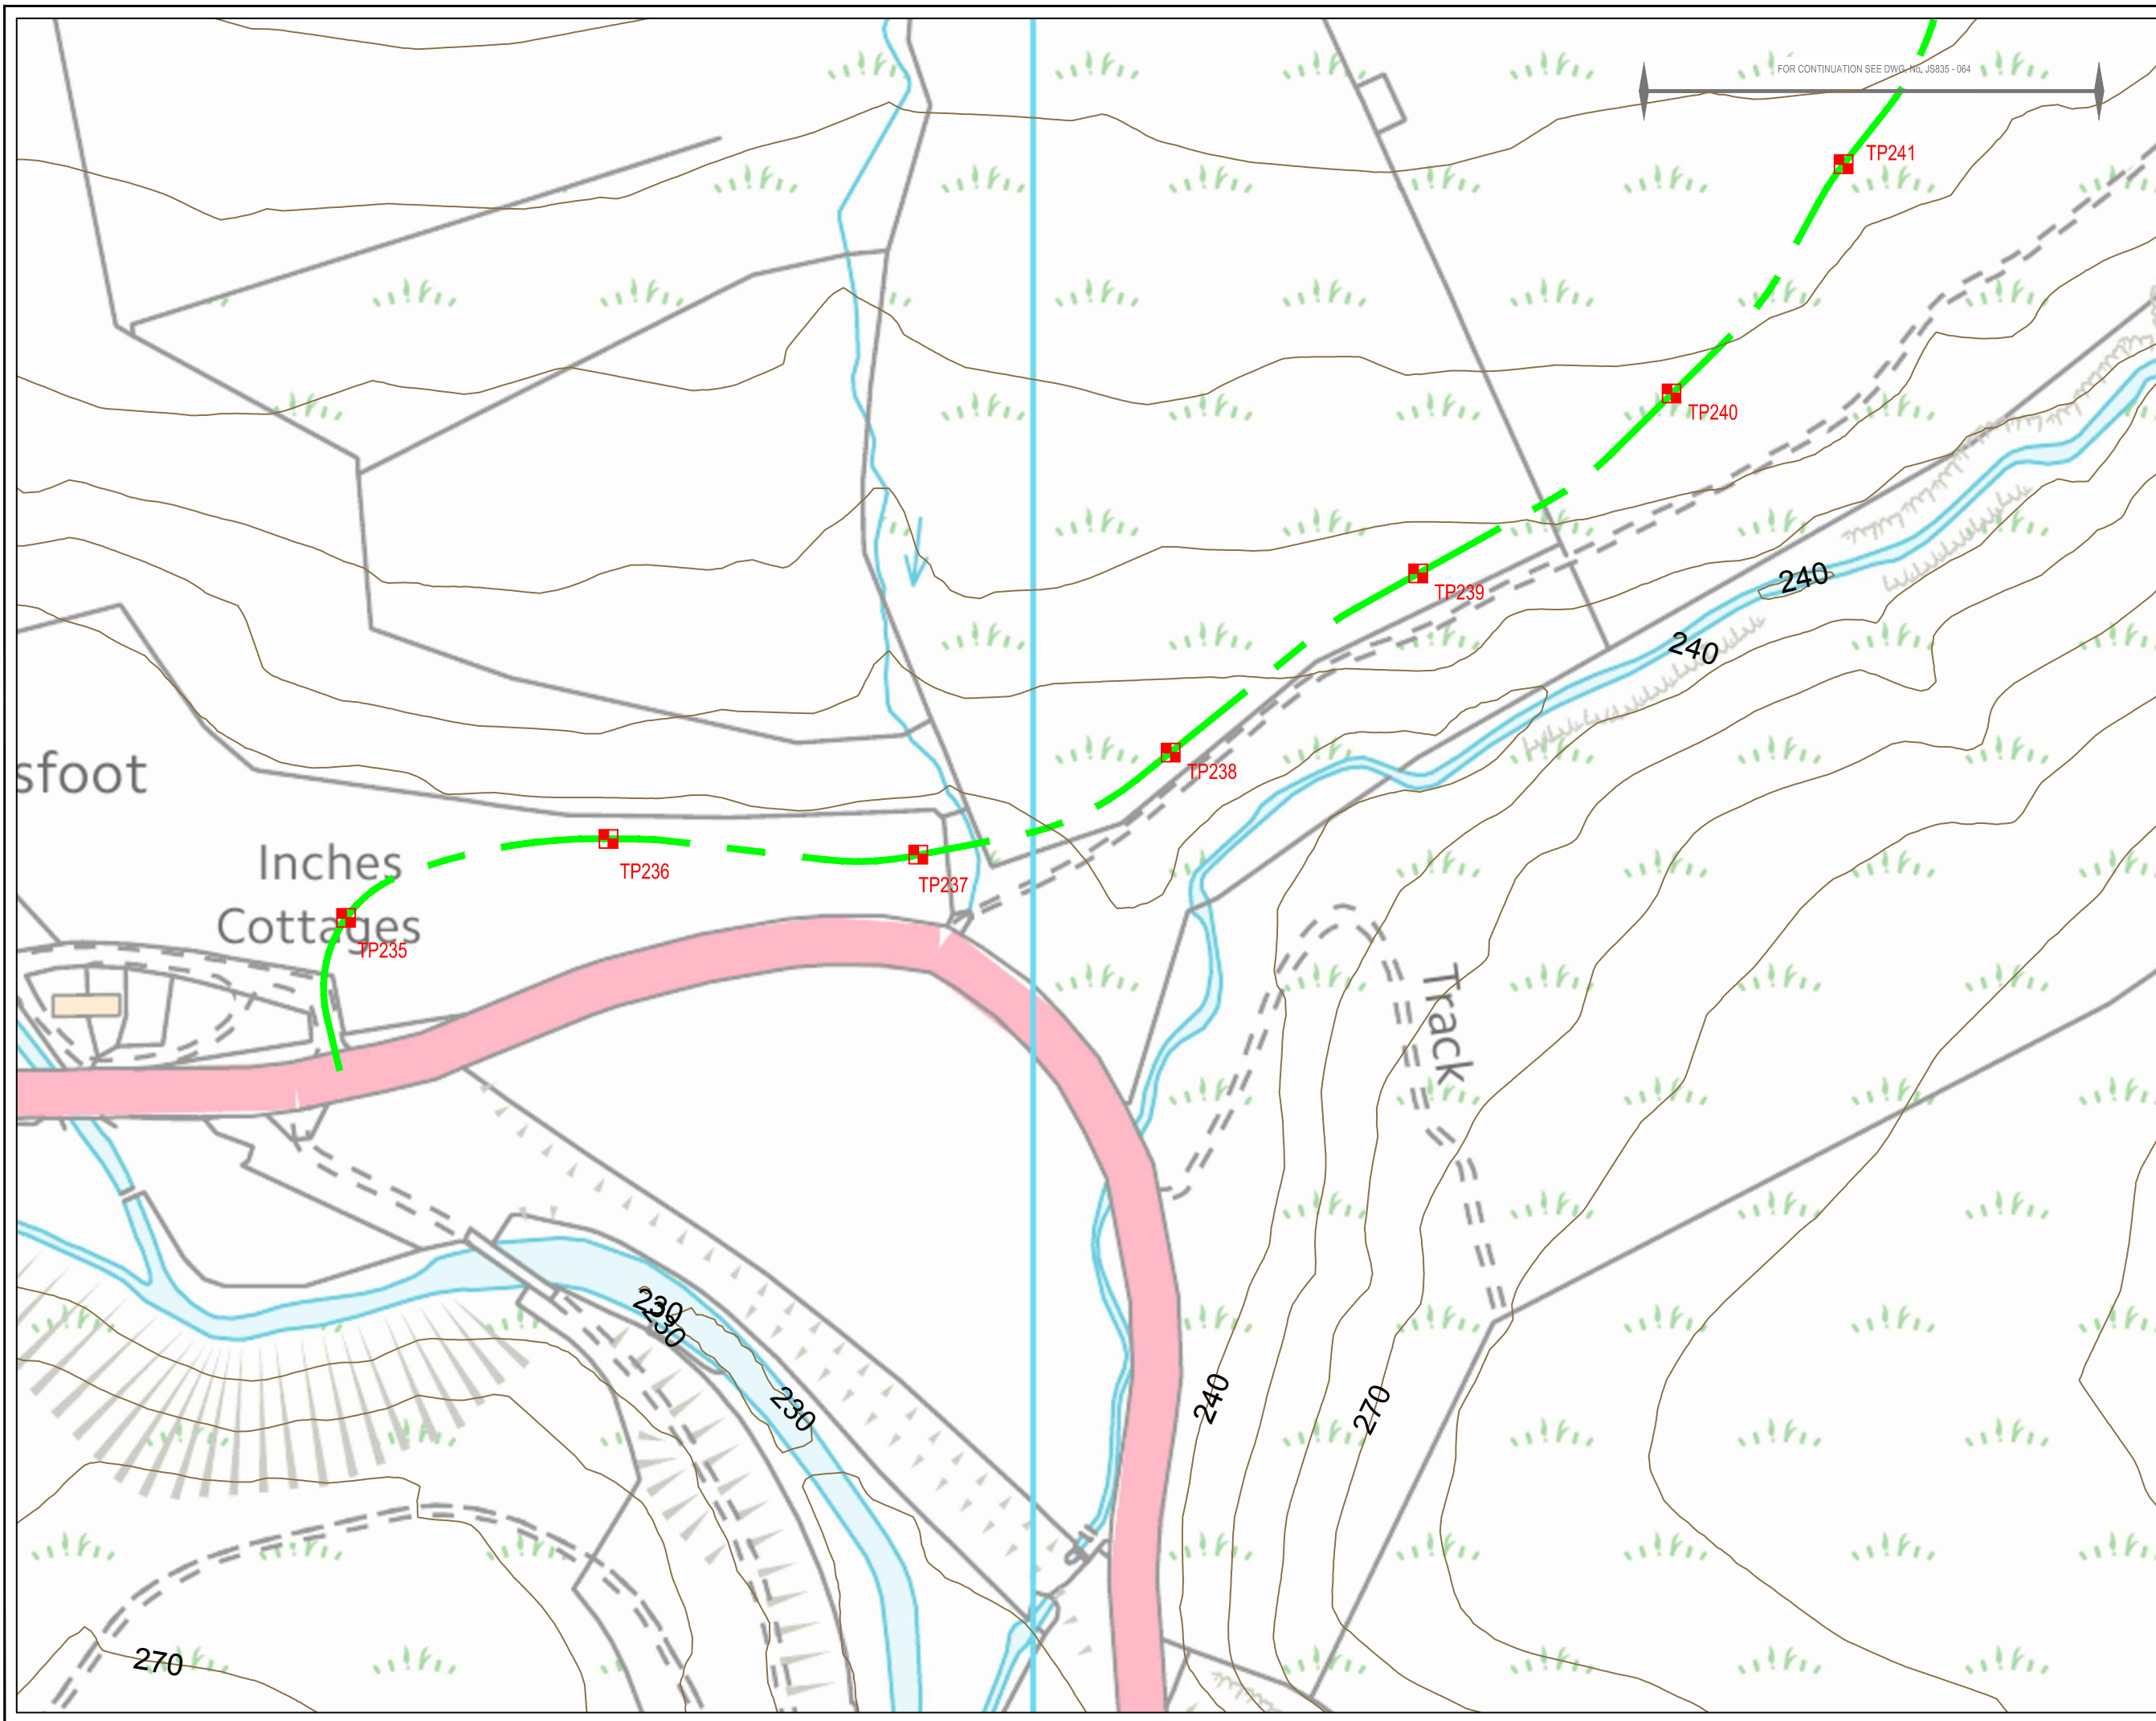 FOR CONTINUATION SEE DWG. No. JS835 - 064
TP241
TP240
240
TP239
240
sfoot
TP238
Inches
Cottages
TP236
TP237
TP235
Track
230
230
230
240
270
270